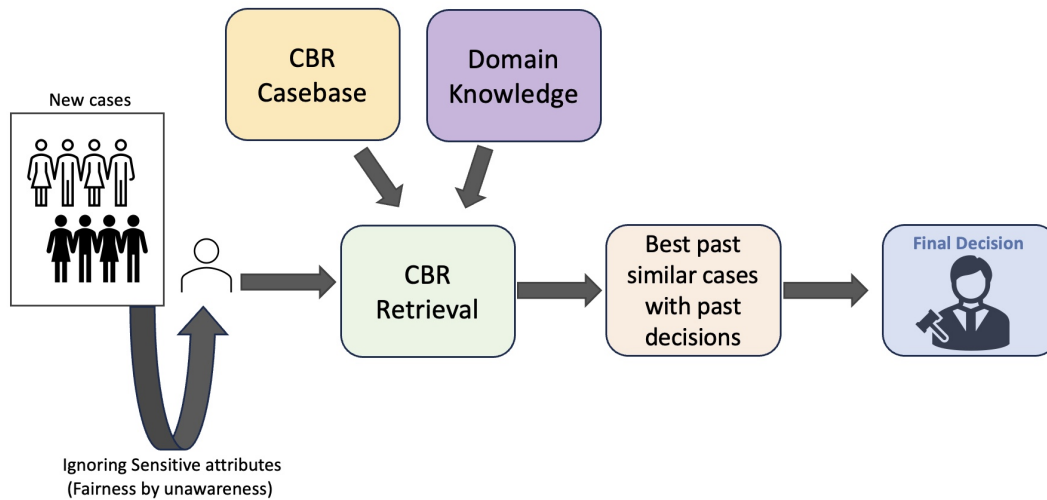 CBR
Casebase
Domain
Knowledge
New cases
CBR
Retrieval
Best past
similar cases
with past
decisions
Final Decision
Ignoring Sensitive attributes
(Fairness by unawareness)